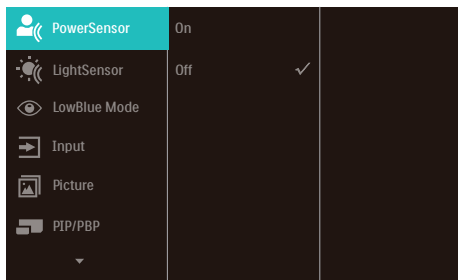 PowerSensor
On
LightSensor
Off
LowBlue Mode
Input
Picture
PIP/PBP